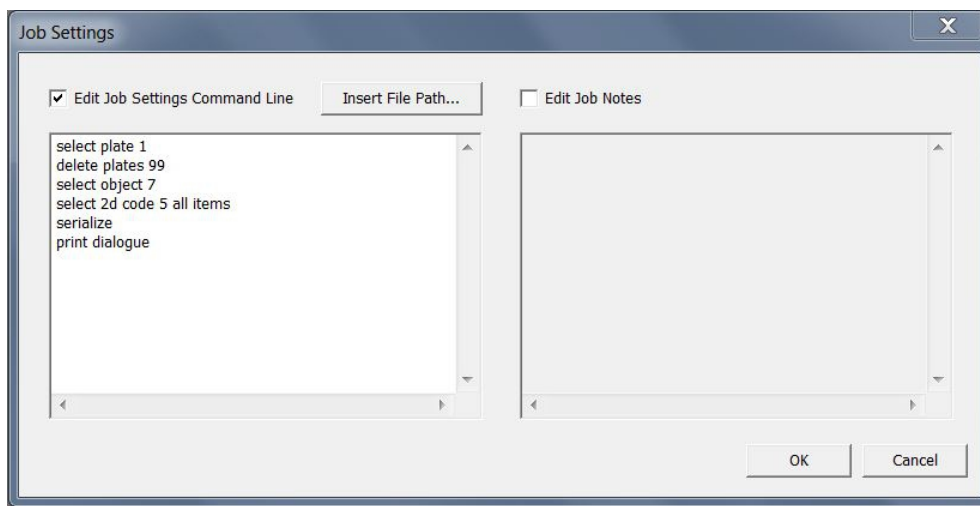 Job Settings
Edit Job Settings Command Line
Insert File Path...
Edit Job Notes
select plate 1
delete plates 99
select object 7
select 2d code 5 all items
serialize
print dialogue
OK
Cancel